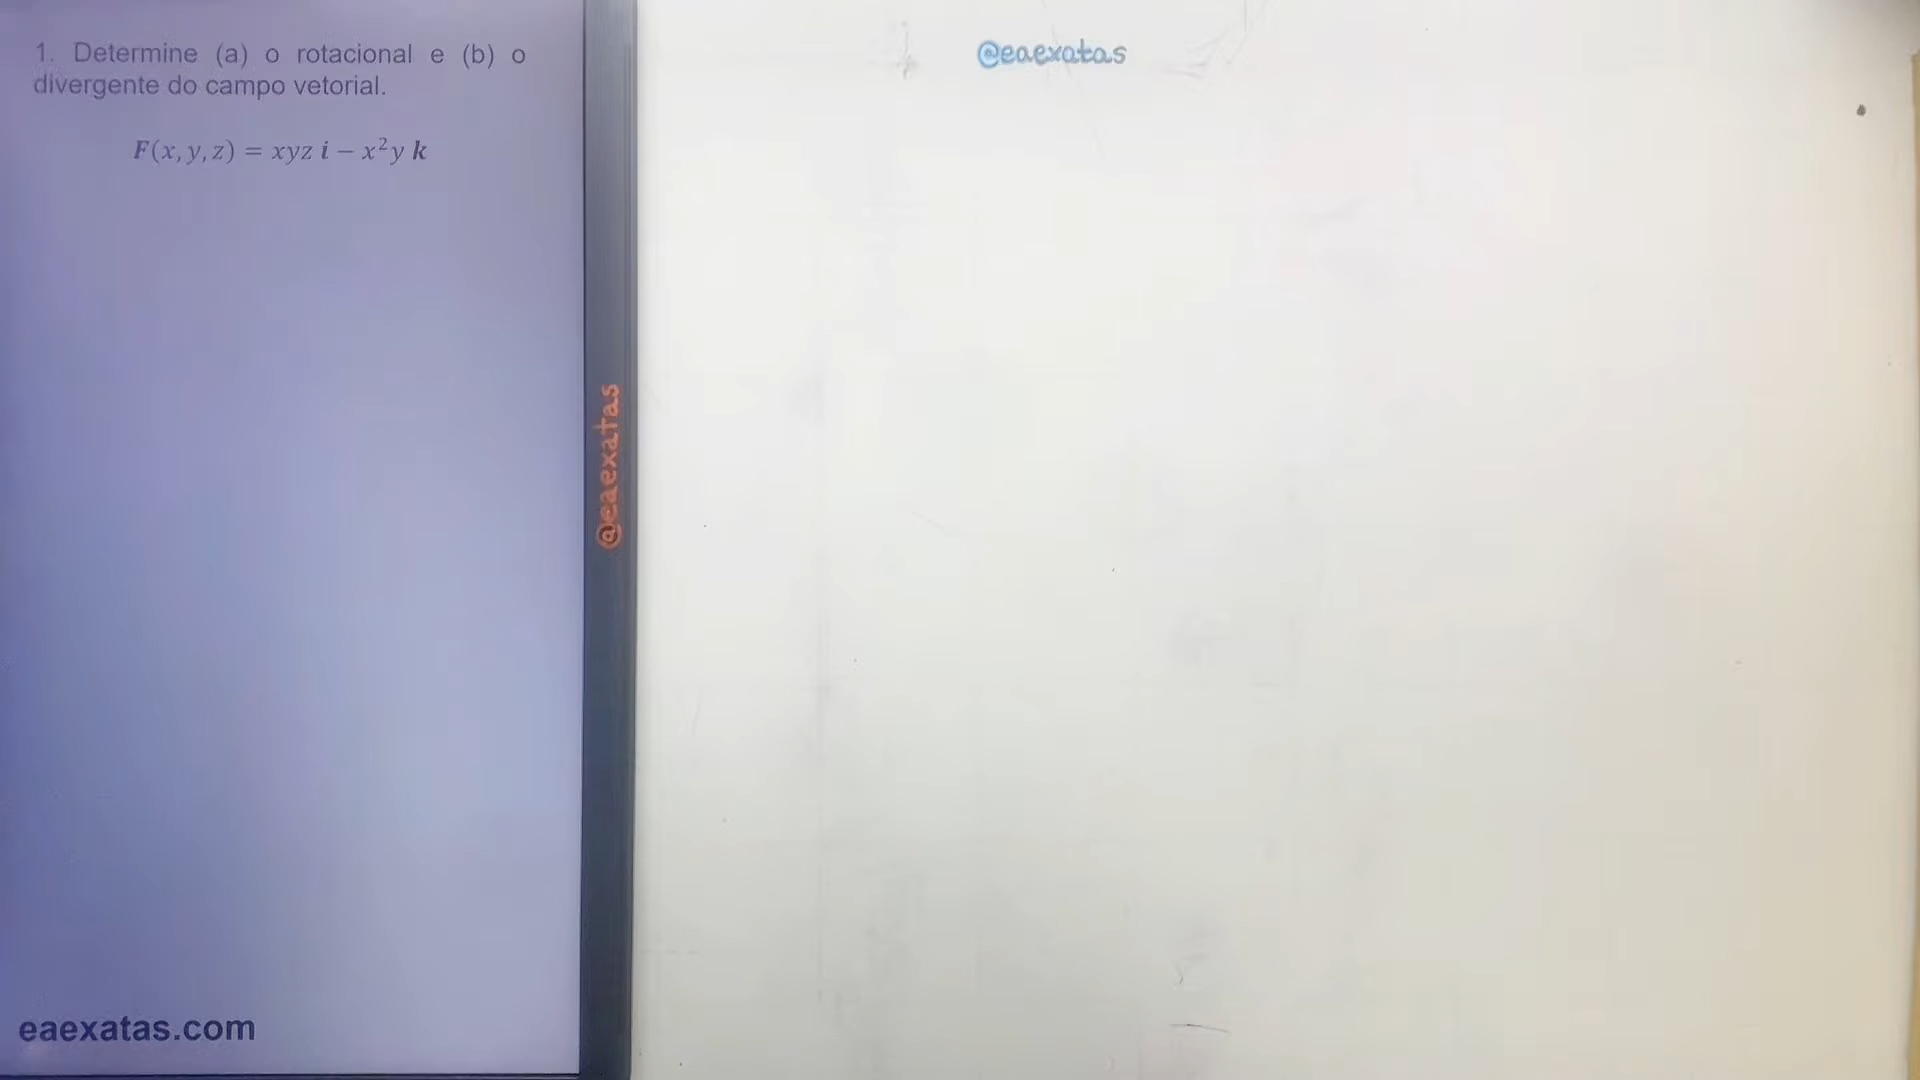 1. Determine (a) o rotacional e (b) o
divergente do campo vetorial.
F(x, y, z) = xyz i − x²y k
@eaexatas
@eaexatas
eaexatas.com